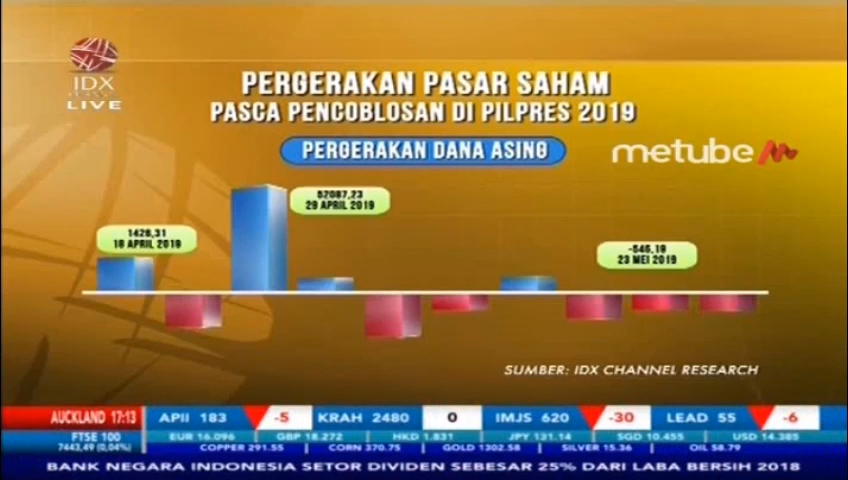 IDX
LIVE
PERGERAKAN PASAR SAHAM
PASCA PENCOBLOSAN DI PILPRES 2019
PERGERAKAN DANA ASING
metube
1428,31
18 APRIL 2019
52087,23
29 APRIL 2019
-545,19
23 MEI 2019
SUMBER: IDX CHANNEL RESEARCH
AUCKLAND 17:13
APII 183 -5 KRAH 2480 0 IMJS 620 -30 LEAD 55 -6
FTSE 100
7443,49 (0,04%)
EUR 16.096 GBP 18.272 HKD 1.831 JPY 131.14 SGD 10.455 USD 14.385
COPPER 291.55 CORN 370.75 GOLD 1302.58 SILVER 15.36 OIL 58.79
BANK NEGARA INDONESIA SETOR DIVIDEN SEBESAR 25% DARI LABA BERSIH 2018